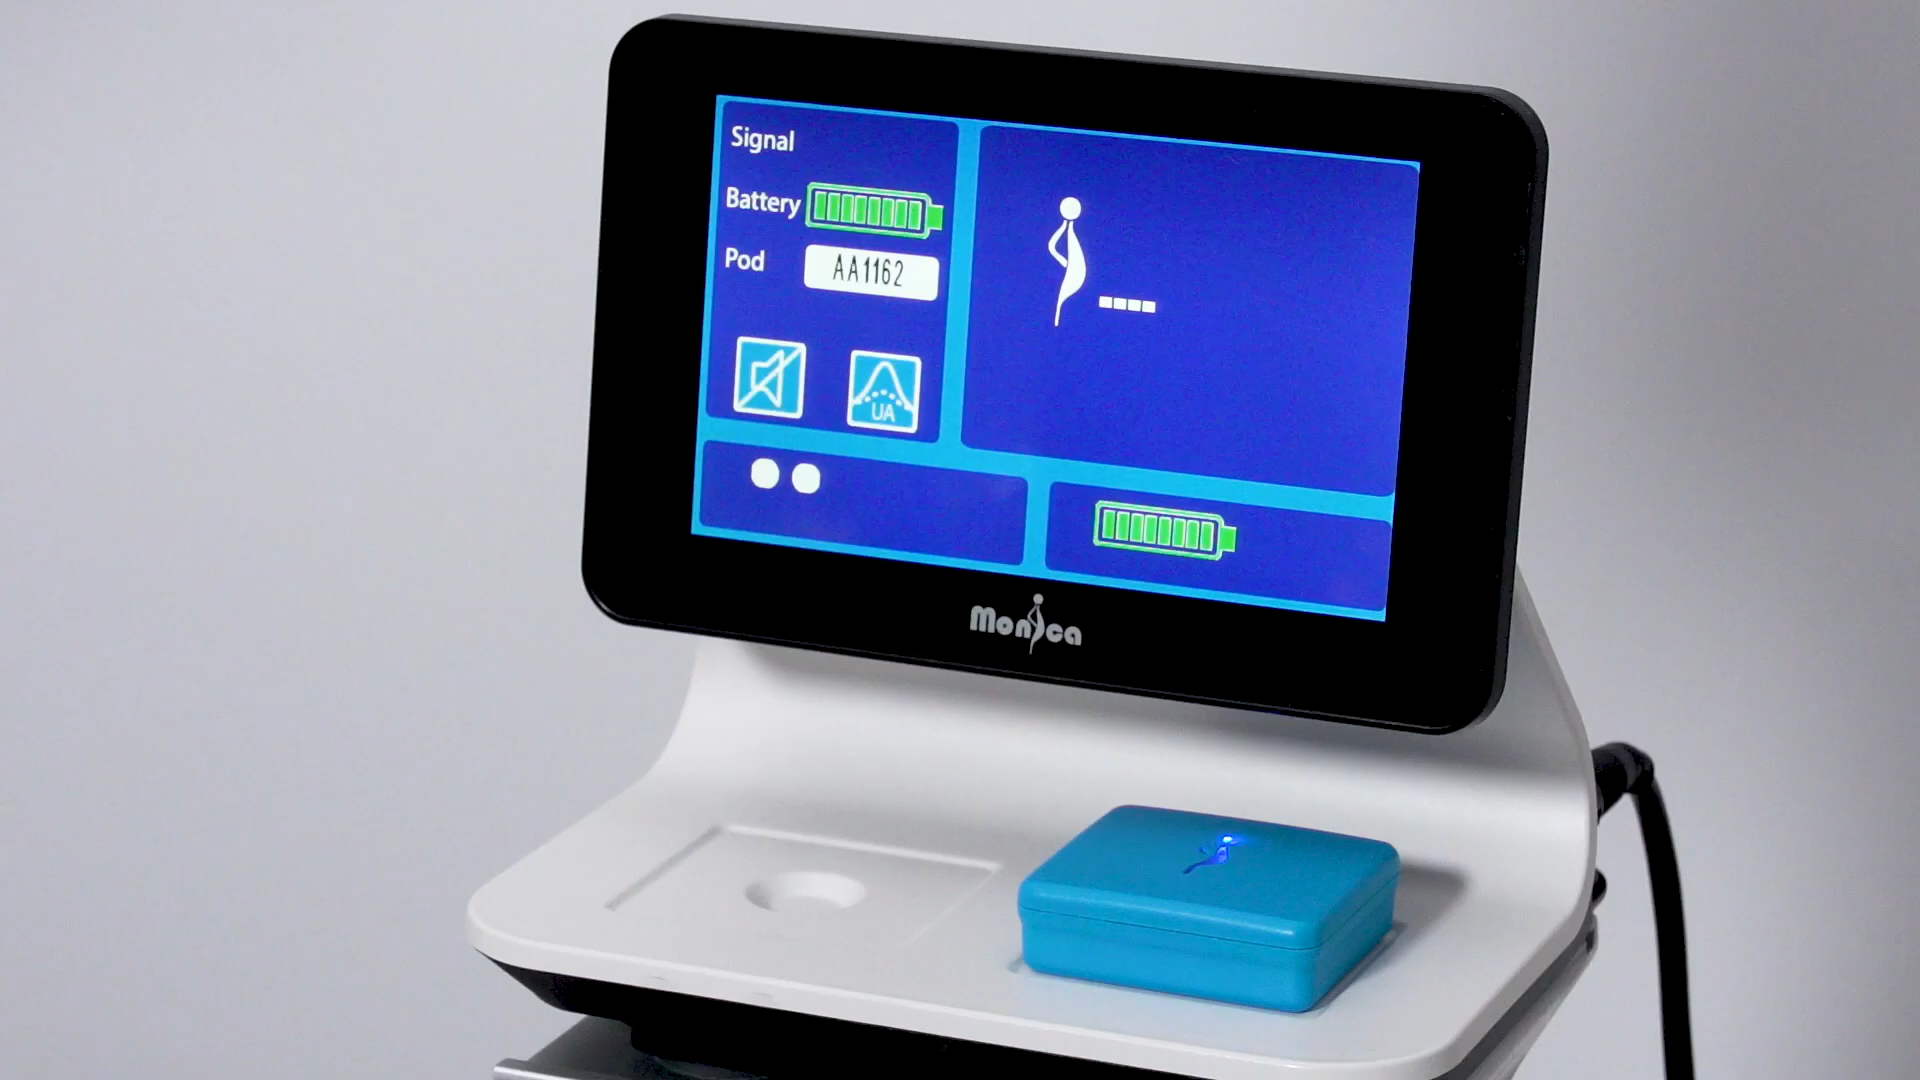 Signal
Battery
Pod AA1162
UA
----
Monica